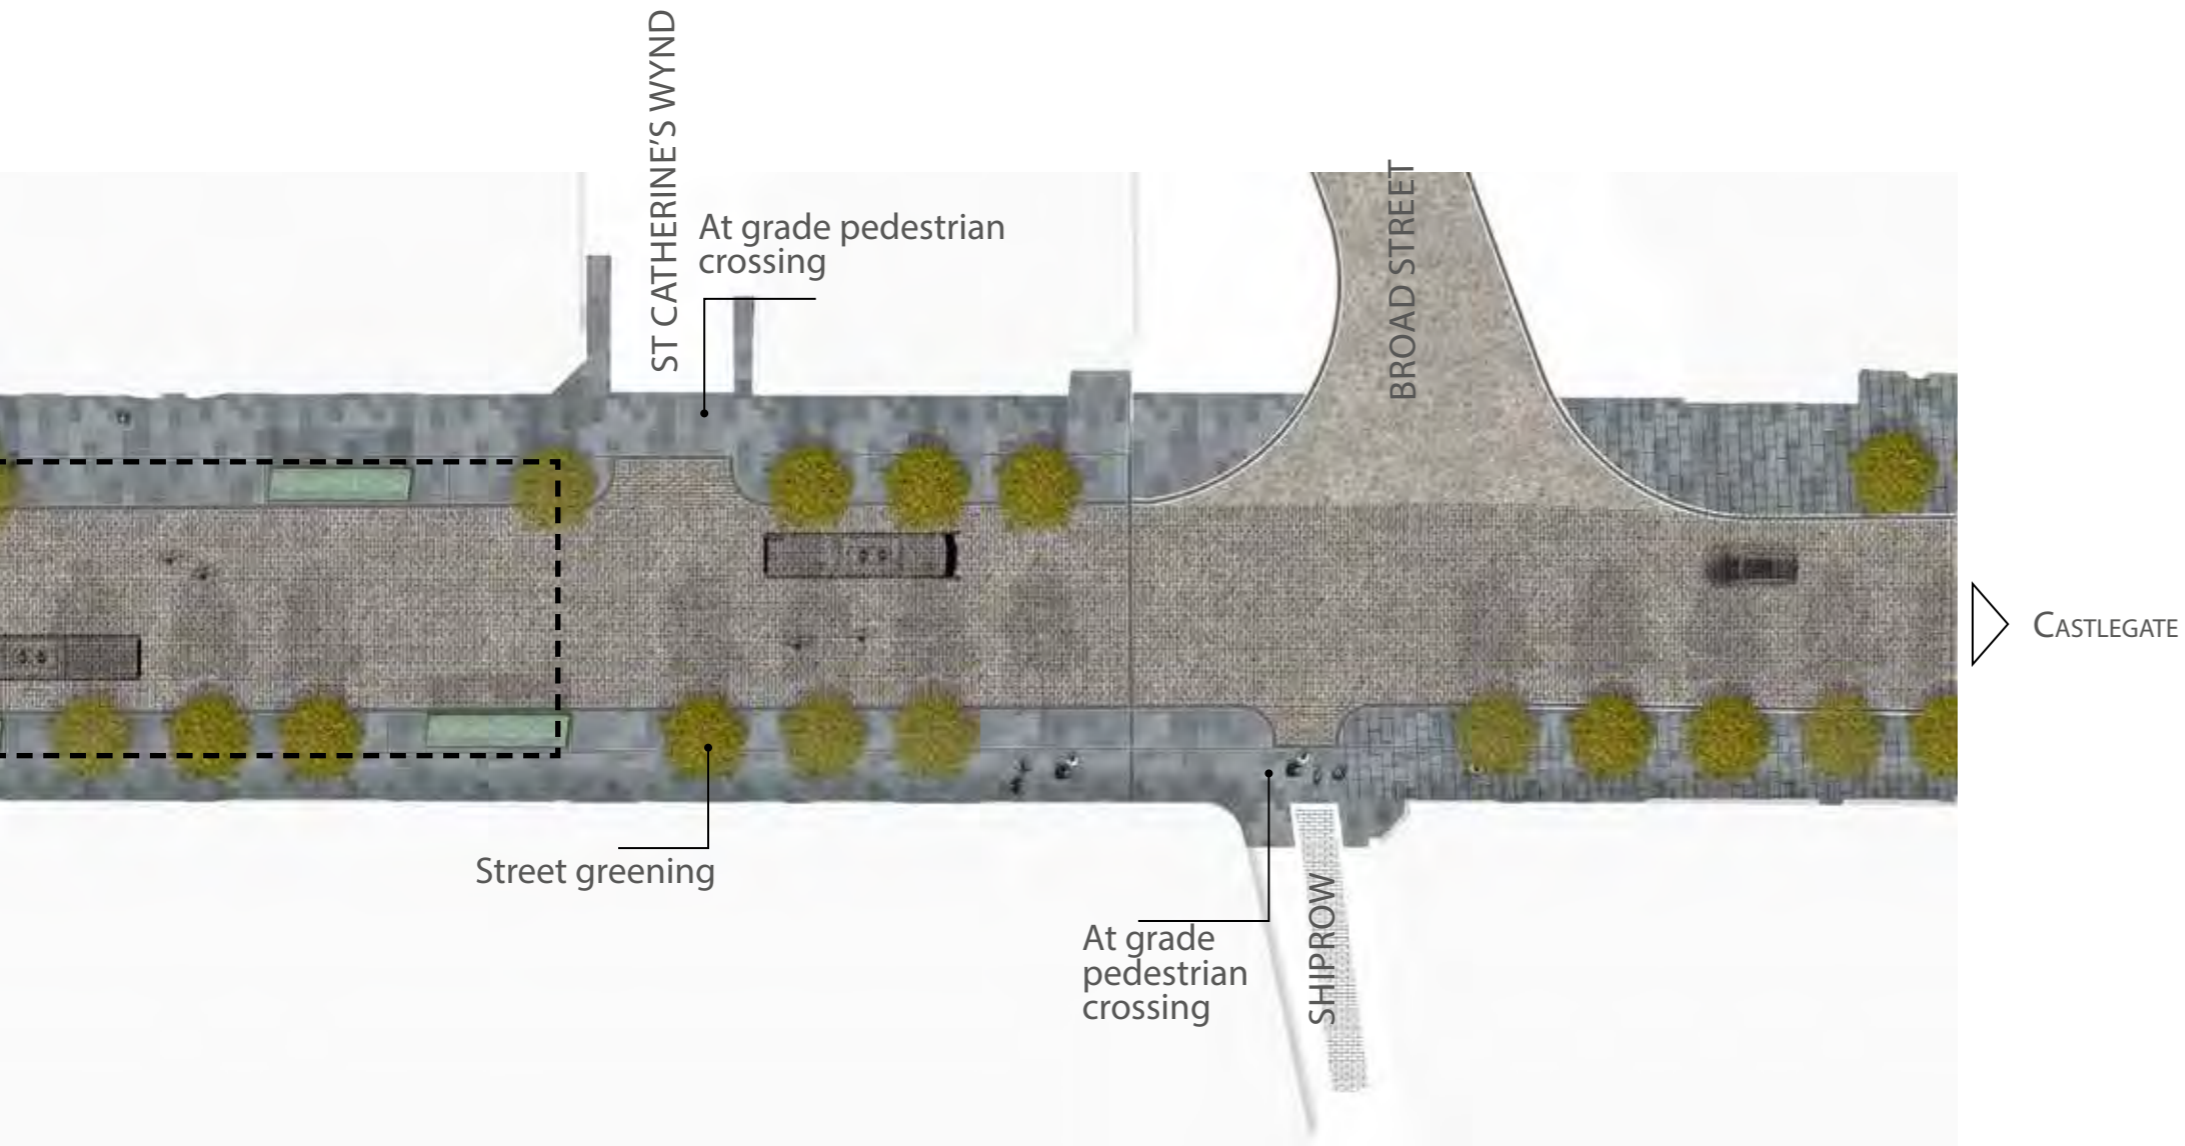 ST CATHERINE'S WYND
At grade pedestrian
crossing
BROAD STREET
CASTLEGATE
Street greening
At grade
pedestrian
crossing
SHIPROW